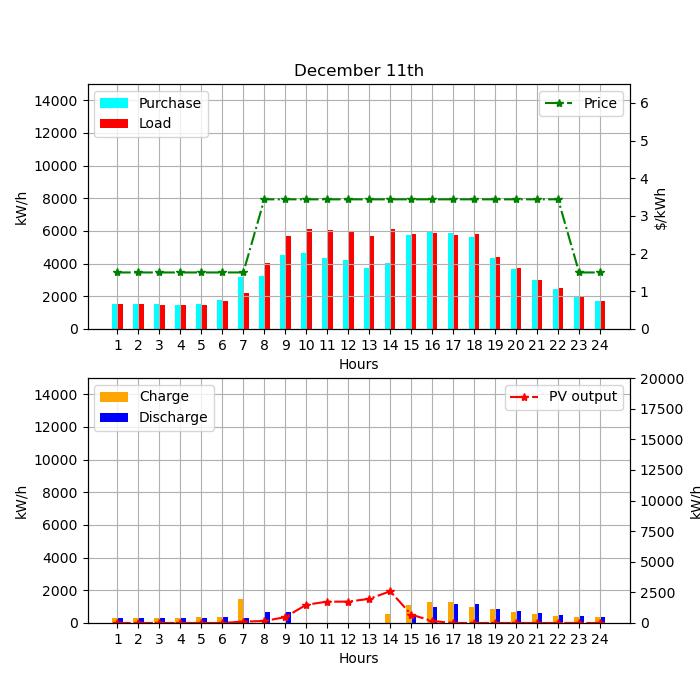 December 11th
14000
12000
10000
8000
6000
4000
2000
0
kW/h
Purchase
Load
Price
6
5
4
3
2
1
0
$/kWh
1 2 3 4 5 6 7 8 9 10 11 12 13 14 15 16 17 18 19 20 21 22 23 24
Hours
14000
12000
10000
8000
6000
4000
2000
0
kW/h
Charge
Discharge
PV output
20000
17500
15000
12500
10000
7500
5000
2500
0
kW/h
1 2 3 4 5 6 7 8 9 10 11 12 13 14 15 16 17 18 19 20 21 22 23 24
Hours